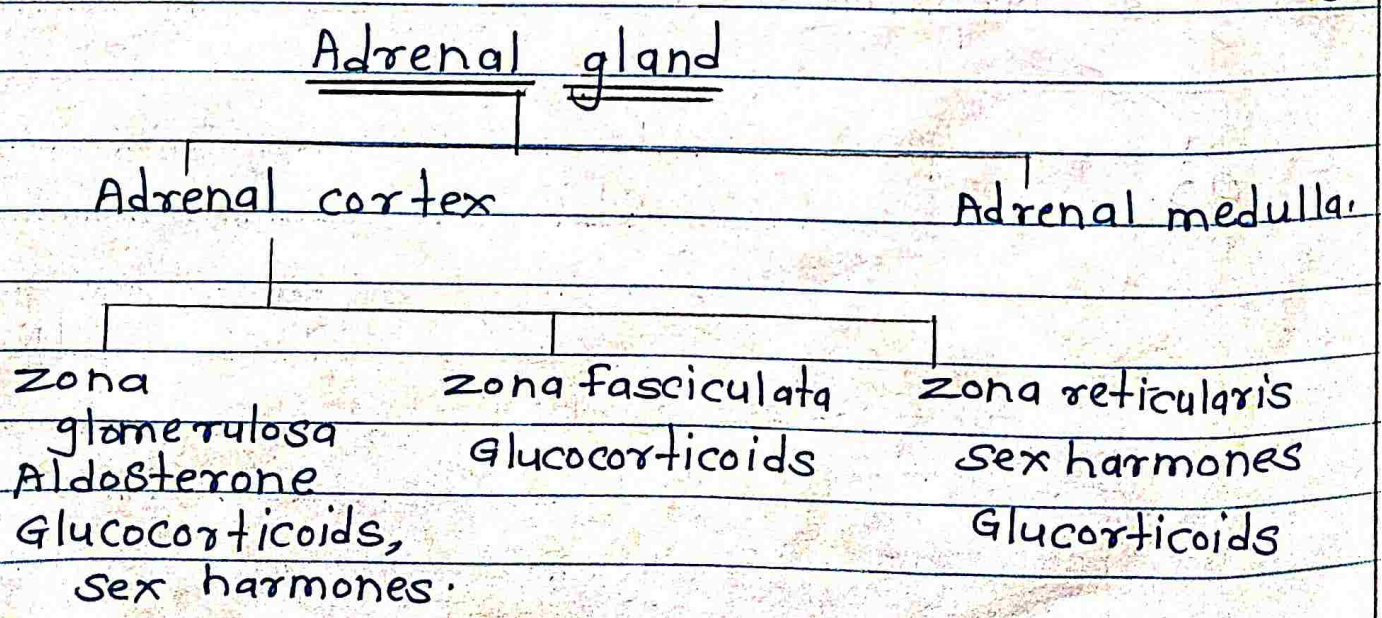 Adrenal gland
Adrenal cortex
Adrenal medulla.
Zona
glomerulosa
Aldosterone
Glucocorticoids,
sex harmones.
zona fasciculata
Glucocorticoids
zona reticularis
sex harmones
Glucorticoids